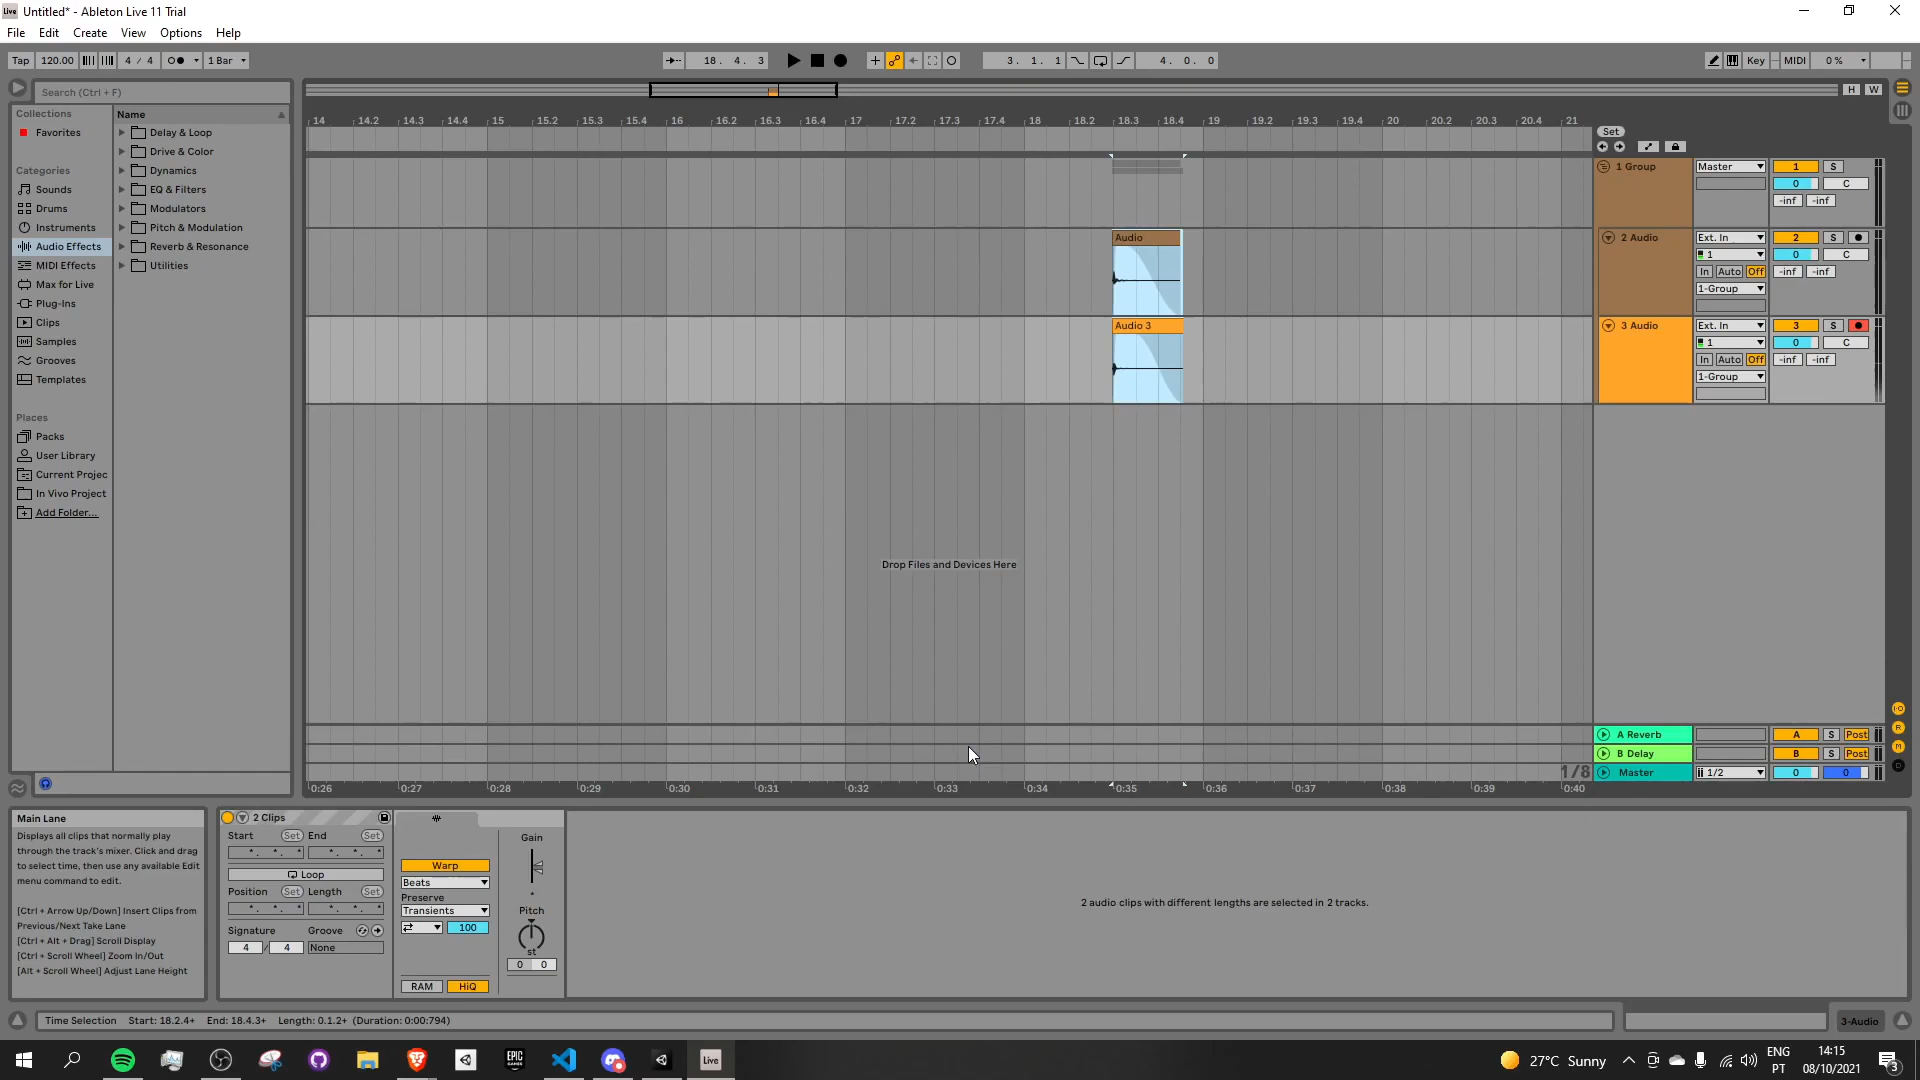 Live Untitled* - Ableton Live 11 Trial
File Edit Create View Options Help
Tap 120.00 4 / 4 1 Bar 18. 4. 3 3. 1. 1 4. 0. 0 Key MIDI 0 %
Search (Ctrl + F)
H W
Collections
Favorites
Categories
Sounds
Drums
Instruments
Audio Effects
MIDI Effects
Max for Live
Plug-Ins
Clips
Samples
Grooves
Templates
Places
Packs
User Library
Current Projec
In Vivo Project
Add Folder...
Name
Delay & Loop
Drive & Color
Dynamics
EQ & Filters
Modulators
Pitch & Modulation
Reverb & Resonance
Utilities
14 14.2 14.3 14.4 15 15.2 15.3 15.4 16 16.2 16.3 16.4 17 17.2 17.3 17.4 18 18.2 18.3 18.4 19 19.2 19.3 19.4 20 20.2 20.3 20.4 21
Set
1 Group Master 1 S
0 C
-inf -inf
Audio
2 Audio Ext. In 2 S
1 0 C
In Auto Off -inf -inf
1-Group
Audio 3
3 Audio Ext. In 3 S
1 0 C
In Auto Off -inf -inf
1-Group
Drop Files and Devices Here
A Reverb A S Post
B Delay B S Post
1/8 Master 1/2 0 0
0:26 0:27 0:28 0:29 0:30 0:31 0:32 0:33 0:34 0:35 0:36 0:37 0:38 0:39 0:40
I·O
R
M
D
Main Lane
Displays all clips that normally play
through the track's mixer. Click and drag
to select time, then use any available Edit
menu command to edit.
[Ctrl + Arrow Up/Down] Insert Clips from
Previous/Next Take Lane
[Ctrl + Alt + Drag] Scroll Display
[Ctrl + Scroll Wheel] Zoom In/Out
[Alt + Scroll Wheel] Adjust Lane Height
2 Clips
Start Set End Set
*. *. * *. *. *
Loop
Position Set Length Set
*. *. * *. *. *
Signature Groove
4 / 4 None
Warp
Beats
Preserve
Transients
100
RAM HiQ
Gain
*
Pitch
st
0 0
2 audio clips with different lengths are selected in 2 tracks.
Time Selection Start: 18.2.4+ End: 18.4.3+ Length: 0.1.2+ (Duration: 0:00:794)
3-Audio
EPIC GAMES
Live
27°C Sunny
ENG
PT
14:15
08/10/2021
3